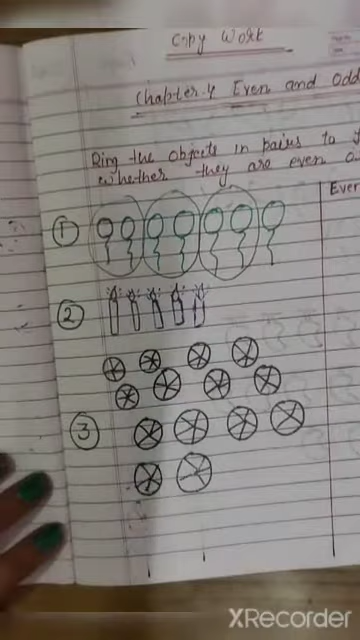 Copy Work
Chapter.4 Even and Odd
Ring the objects in pairs to
whether they are even
Even
1
2
3
XRecorder